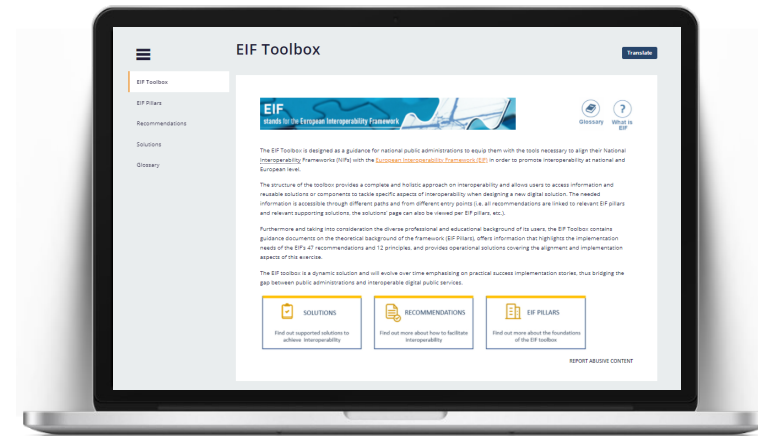 EIF Toolbox
Translate
EIF Toolbox
EIF Pillars
Recommendations
Solutions
Glossary
EIF
stands for the European Interoperability Framework
Glossary
What is
EIF
The EIF Toolbox is designed as a guidance for national public administrations to equip them with the tools necessary to align their National
Interoperability Frameworks (NIFs) with the European Interoperability Framework (EIF) in order to promote interoperability at national and
European level.
The structure of the toolbox provides a complete and holistic approach on interoperability and allows users to access information and
reusable solutions or components to tackle specific aspects of interoperability when designing a new digital solution. The needed
information is accessible through different paths and from different entry points (i.e. all recommendations are linked to relevant EIF pillars
and relevant supporting solutions, the solutions' page can also be viewed per EIF pillars, etc.).
Furthermore and taking into consideration the diverse professional and educational background of its users, the EIF Toolbox contains
guidance documents on the theoretical background of the framework (EIF Pillars), offers information that highlights the implementation
needs of the EIF's 47 recommendations and 12 principles, and provides operational solutions covering the alignment and implementation
aspects of this exercise.
The EIF toolbox is a dynamic solution and will evolve over time emphasising on practical success implementation stories, thus bridging the
gap between public administrations and interoperable digital public services.
SOLUTIONS
Find out supported solutions to
achieve interoperability
RECOMMENDATIONS
Find out more about how to facilitate
interoperability
EIF PILLARS
Find out more about the foundations
of the EIF toolbox
REPORT ABUSIVE CONTENT